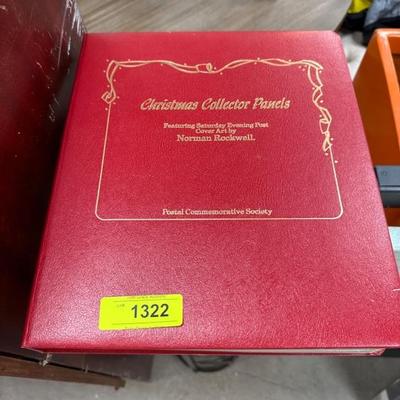 Christmas Collector Panels
Featuring Saturday Evening Post
Cover Art by
Norman Rockwell.
Postal Commemorative Society
1322